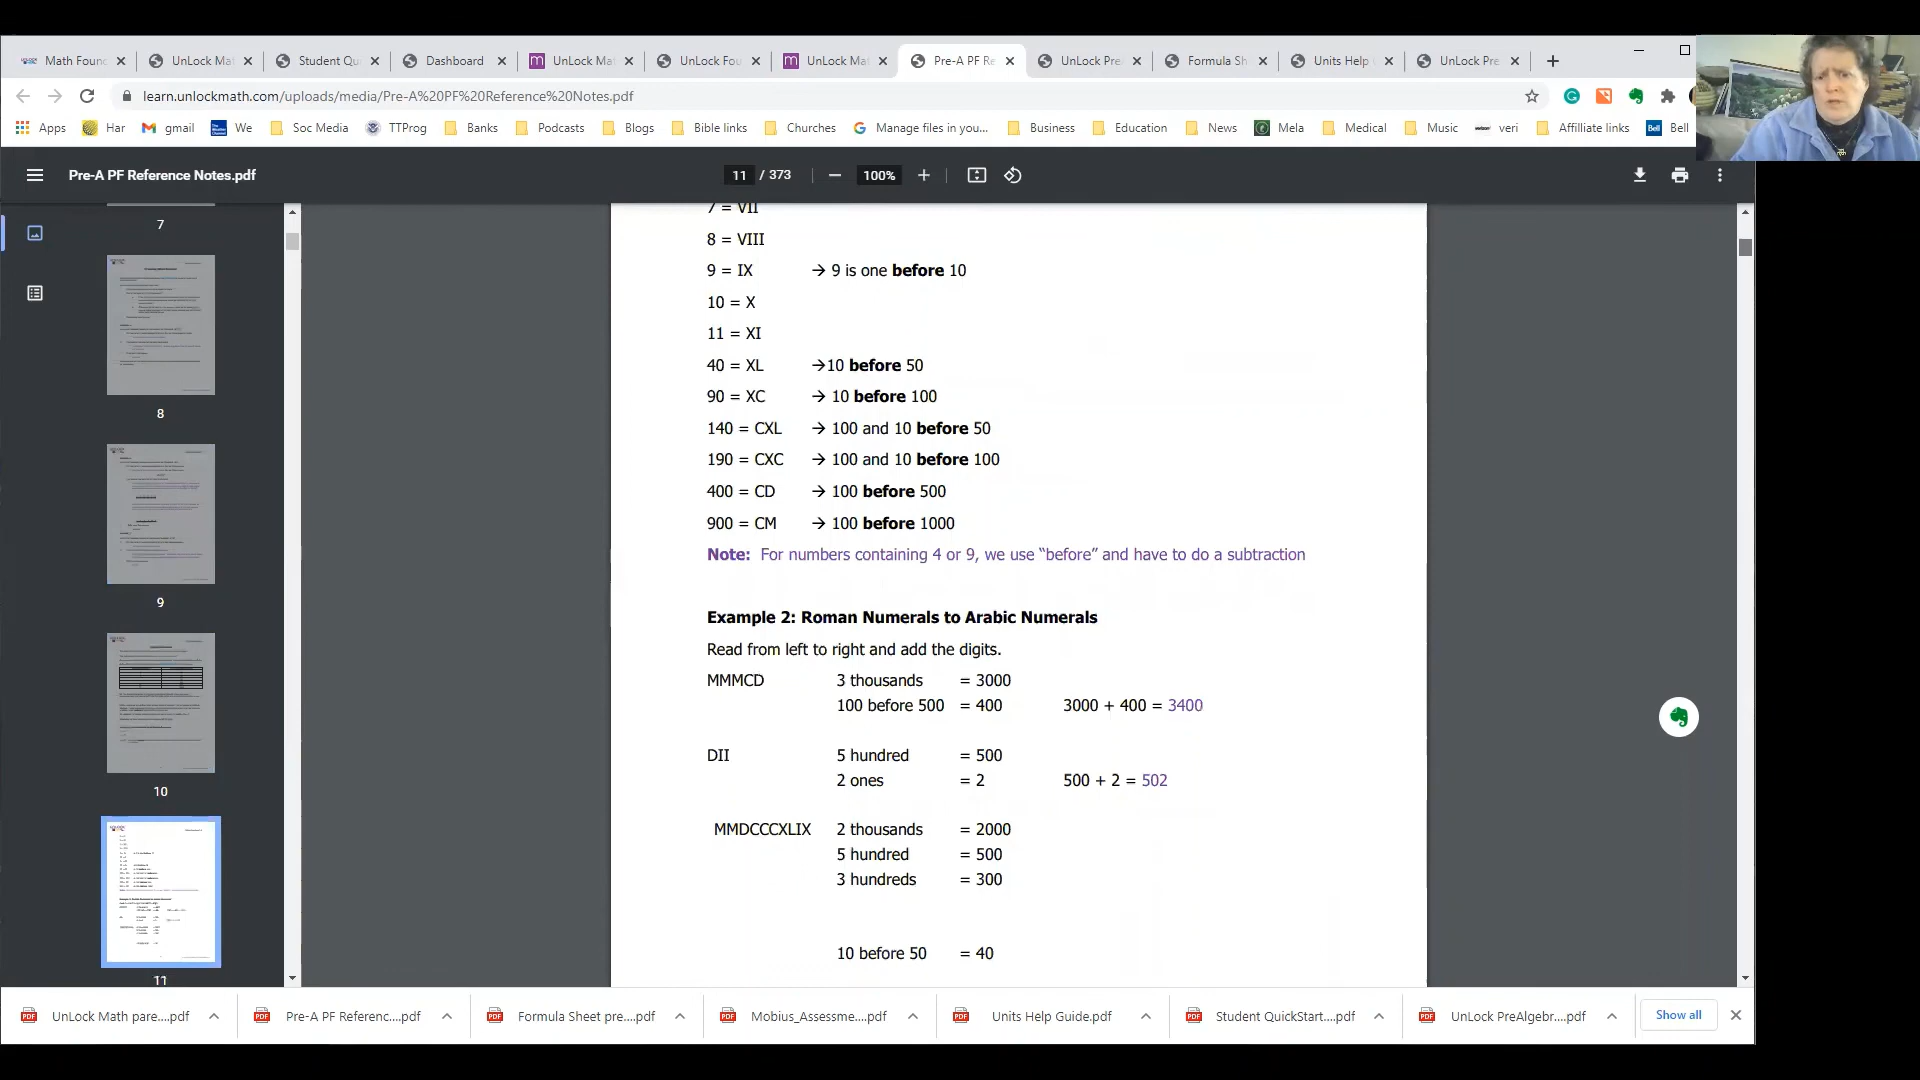 Math Foun
UnLock Ma
Student Qu
Dashboard
UnLock Ma
UnLock Fou
UnLock Ma
Pre-A PF Re
UnLock Pre
Formula Sh
Units Help
UnLock Pre
learn.unlockmath.com/uploads/media/Pre-A%20PF%20Reference%20Notes.pdf
Apps Har gmail We Soc Media TTProg Banks Podcasts Blogs Bible links Churches Manage files in you... Business Education News Mela Medical Music veri Affilliate links Bell
Pre-A PF Reference Notes.pdf
11 / 373
100%
7
8
9
10
11
7 = VII
8 = VIII
9 = IX → 9 is one before 10
10 = X
11 = XI
40 = XL →10 before 50
90 = XC → 10 before 100
140 = CXL → 100 and 10 before 50
190 = CXC → 100 and 10 before 100
400 = CD → 100 before 500
900 = CM → 100 before 1000
Note: For numbers containing 4 or 9, we use “before” and have to do a subtraction
Example 2: Roman Numerals to Arabic Numerals
Read from left to right and add the digits.
MMMCD 3 thousands = 3000
100 before 500 = 400 3000 + 400 = 3400
DII 5 hundred = 500
2 ones = 2 500 + 2 = 502
MMDCCCXLIX 2 thousands = 2000
5 hundred = 500
3 hundreds = 300
10 before 50 = 40
UnLock Math pare....pdf
Pre-A PF Referenc....pdf
Formula Sheet pre....pdf
Mobius_Assessme....pdf
Units Help Guide.pdf
Student QuickStart....pdf
UnLock PreAlgebr....pdf
Show all